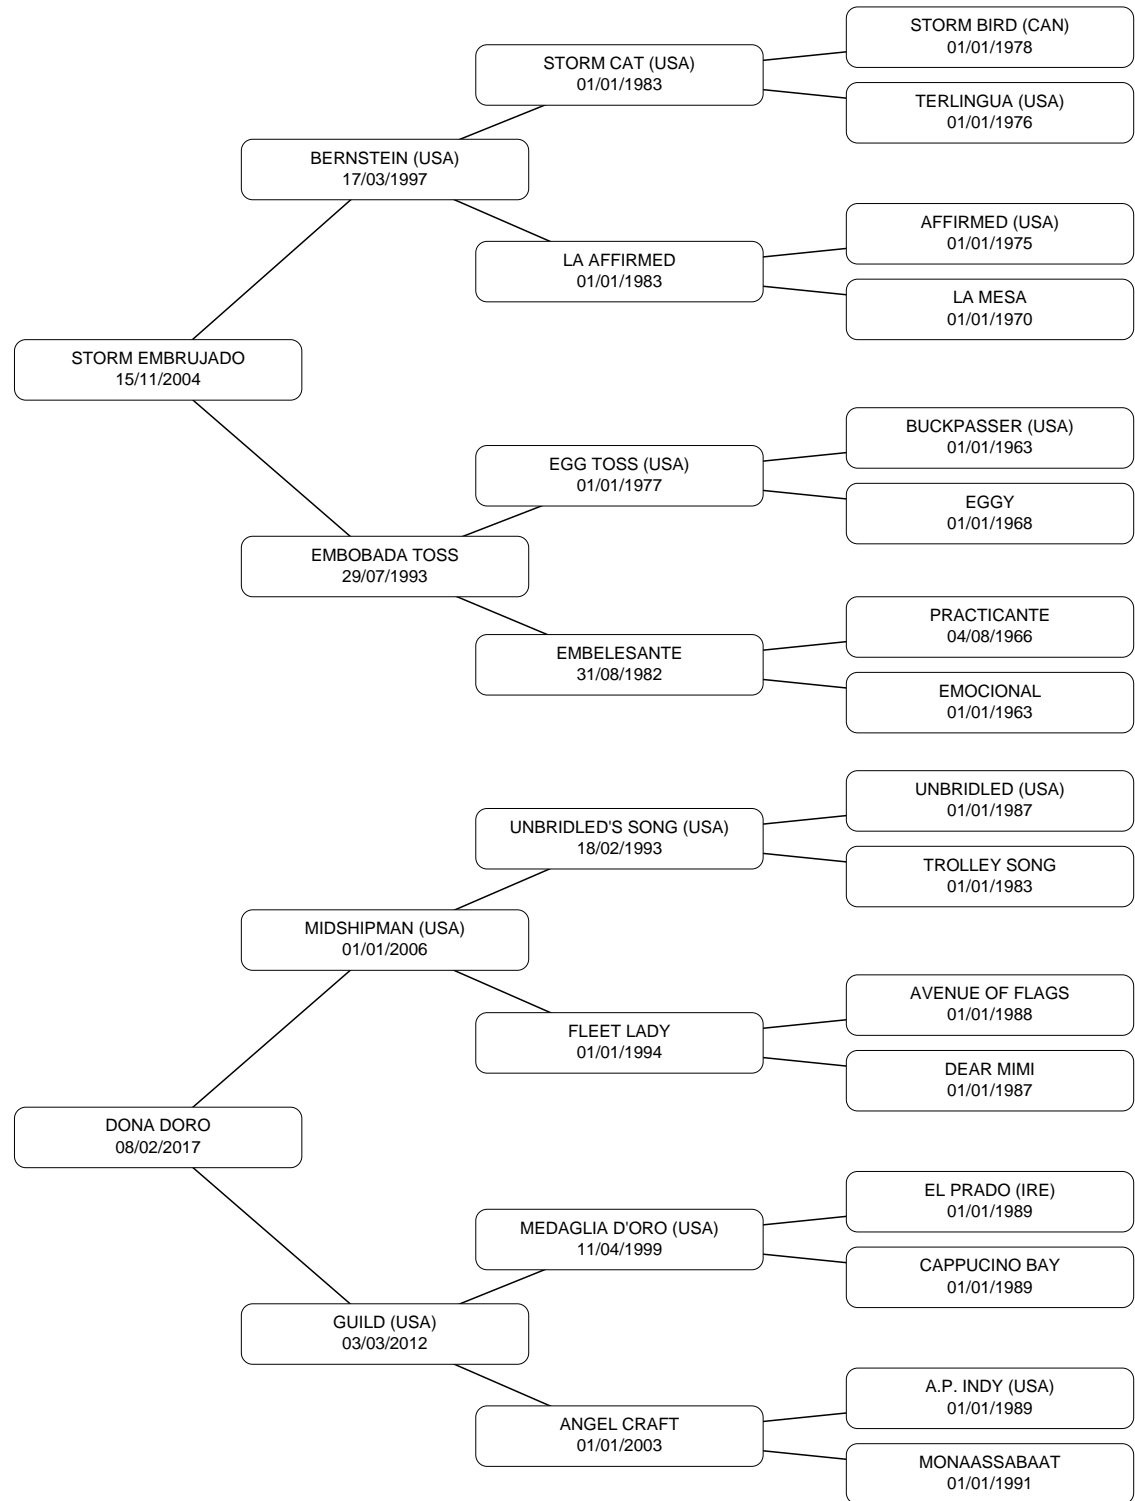 STORM BIRD (CAN)
01/01/1978
STORM CAT (USA)
01/01/1983
TERLINGUA (USA)
01/01/1976
BERNSTEIN (USA)
17/03/1997
AFFIRMED (USA)
01/01/1975
LA AFFIRMED
01/01/1983
LA MESA
01/01/1970
STORM EMBRUJADO
15/11/2004
BUCKPASSER (USA)
01/01/1963
EGG TOSS (USA)
01/01/1977
EGGY
01/01/1968
EMBOBADA TOSS
29/07/1993
PRACTICANTE
04/08/1966
EMBELESANTE
31/08/1982
EMOCIONAL
01/01/1963
UNBRIDLED (USA)
01/01/1987
UNBRIDLED'S SONG (USA)
18/02/1993
TROLLEY SONG
01/01/1983
MIDSHIPMAN (USA)
01/01/2006
AVENUE OF FLAGS
01/01/1988
FLEET LADY
01/01/1994
DEAR MIMI
01/01/1987
DONA DORO
08/02/2017
EL PRADO (IRE)
01/01/1989
MEDAGLIA D'ORO (USA)
11/04/1999
CAPPUCINO BAY
01/01/1989
GUILD (USA)
03/03/2012
A.P. INDY (USA)
01/01/1989
ANGEL CRAFT
01/01/2003
MONAASSABAAT
01/01/1991